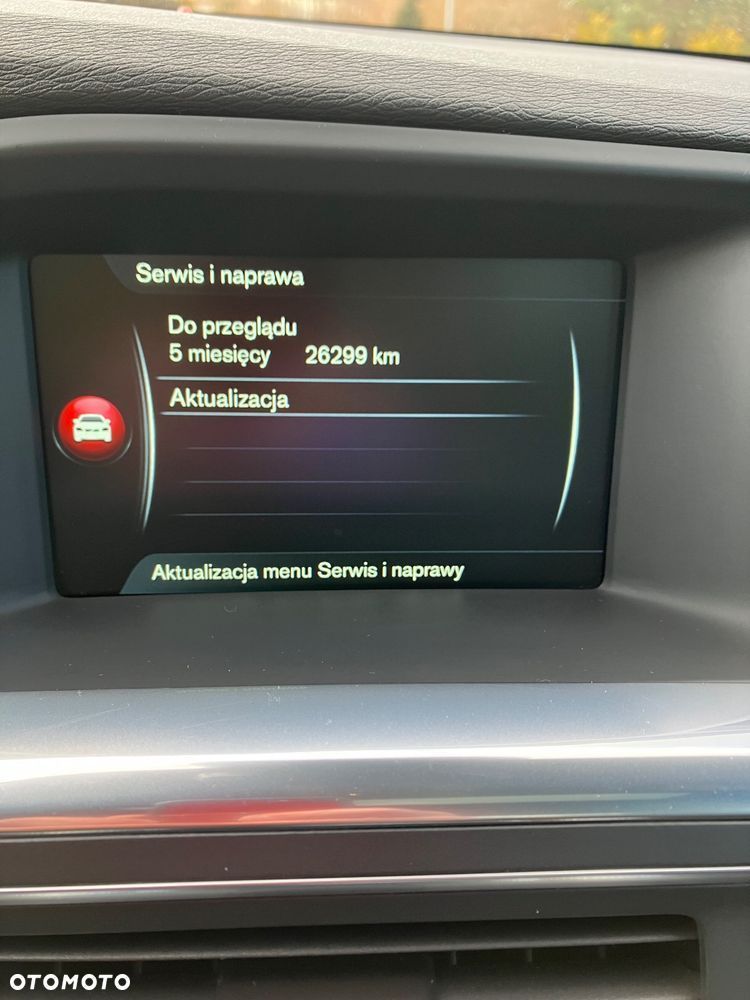 Serwis i naprawa
Do przeglądu
5 miesięcy 26299 km
Aktualizacja
Aktualizacja menu Serwis i naprawy
OTOMOTO